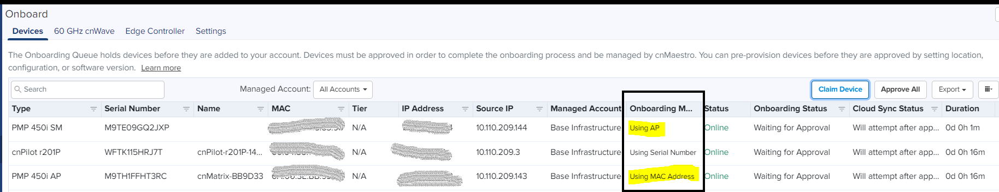 Onboard
Devices 60 GHz cnWave Edge Controller Settings
The Onboarding Queue holds devices before they are added to your account. Devices must be approved in order to complete the onboarding process and be managed by cnMaestro. You can pre-provision devices before they are approved by setting location,
configuration, or software version. Learn more
Search Managed Account: All Accounts Claim Device Approve All Export
Type Serial Number Name MAC Tier IP Address Source IP Managed Account Onboarding M... Status Onboarding Status Cloud Sync Status Duration
PMP 450i SM M9TE09GQ2JXP N/A 10.110.209.144 Base Infrastructure Using AP Online Waiting for Approval Will attempt after app... 0d 0h 1m
cnPilot r201P WFTK115HRJ7T cnPilot-r201P-14... N/A 10.110.209.3 Base Infrastructure Using Serial Number Online Waiting for Approval Will attempt after app... 0d 0h 16m
PMP 450i AP M9TH1FFHT3RC cnMatrix-BB9D33 N/A 10.110.209.143 Base Infrastructure Using MAC Address Online Waiting for Approval Will attempt after app... 0d 0h 16m